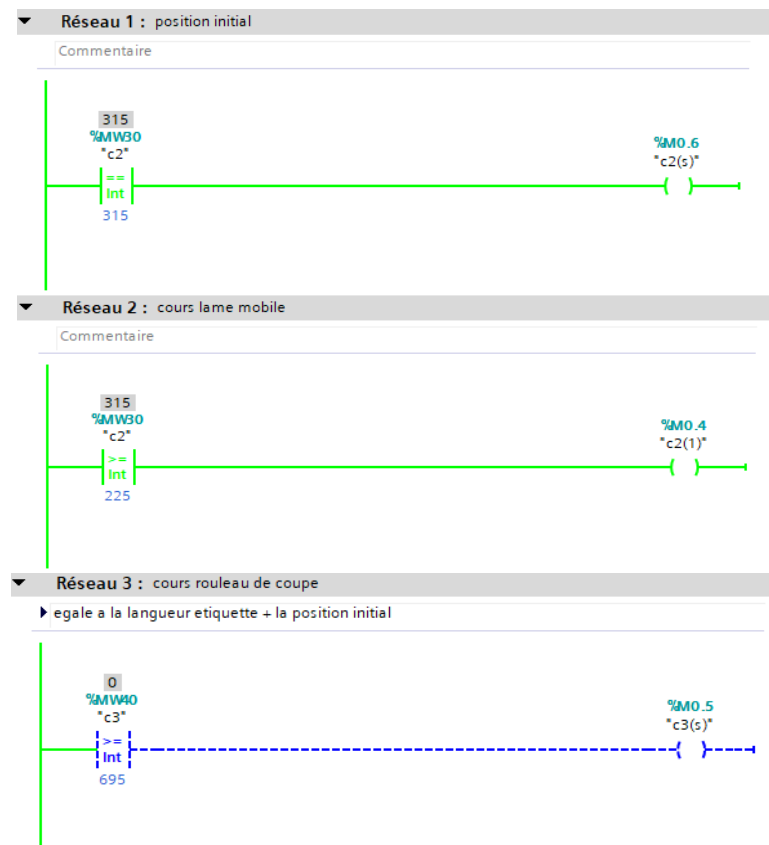 Réseau 1 : position initial
Commentaire
315
%MW30
"c2"
==
Int
315
%M0.6
"c2(s)"
( )
Réseau 2 : cours lame mobile
Commentaire
315
%MW30
"c2"
>=
Int
225
%M0.4
"c2(1)"
( )
Réseau 3 : cours rouleau de coupe
egale a la langueur etiquette + la position initial
0
%MW40
"c3"
>=
Int
695
%M0.5
"c3(s)"
( )